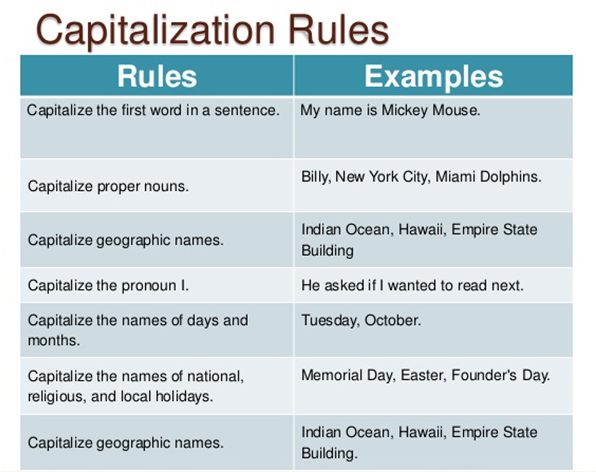 Capitalization Rules
Rules
Examples
Capitalize the first word in a sentence.
My name is Mickey Mouse.
Capitalize proper nouns.
Billy, New York City, Miami Dolphins.
Capitalize geographic names.
Indian Ocean, Hawaii, Empire State
Building
Capitalize the pronoun I.
He asked if I wanted to read next.
Capitalize the names of days and
months.
Tuesday, October.
Capitalize the names of national,
religious, and local holidays.
Memorial Day, Easter, Founder's Day.
Capitalize geographic names.
Indian Ocean, Hawaii, Empire State
Building.